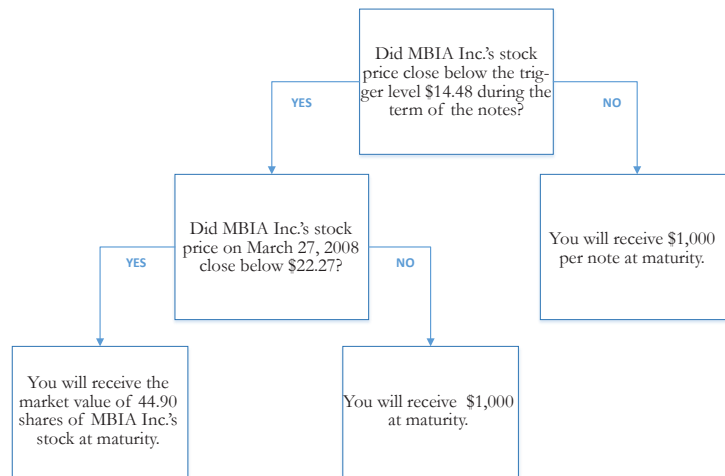 Did MBIA Inc.'s stock
price close below the trig-
ger level $14.48 during the
term of the notes?
YES
NO
Did MBIA Inc.'s stock
price on March 27, 2008
close below $22.27?
You will receive $1,000
per note at maturity.
YES
NO
You will receive the
market value of 44.90
shares of MBIA Inc.'s
stock at maturity.
You will receive $1,000
at maturity.